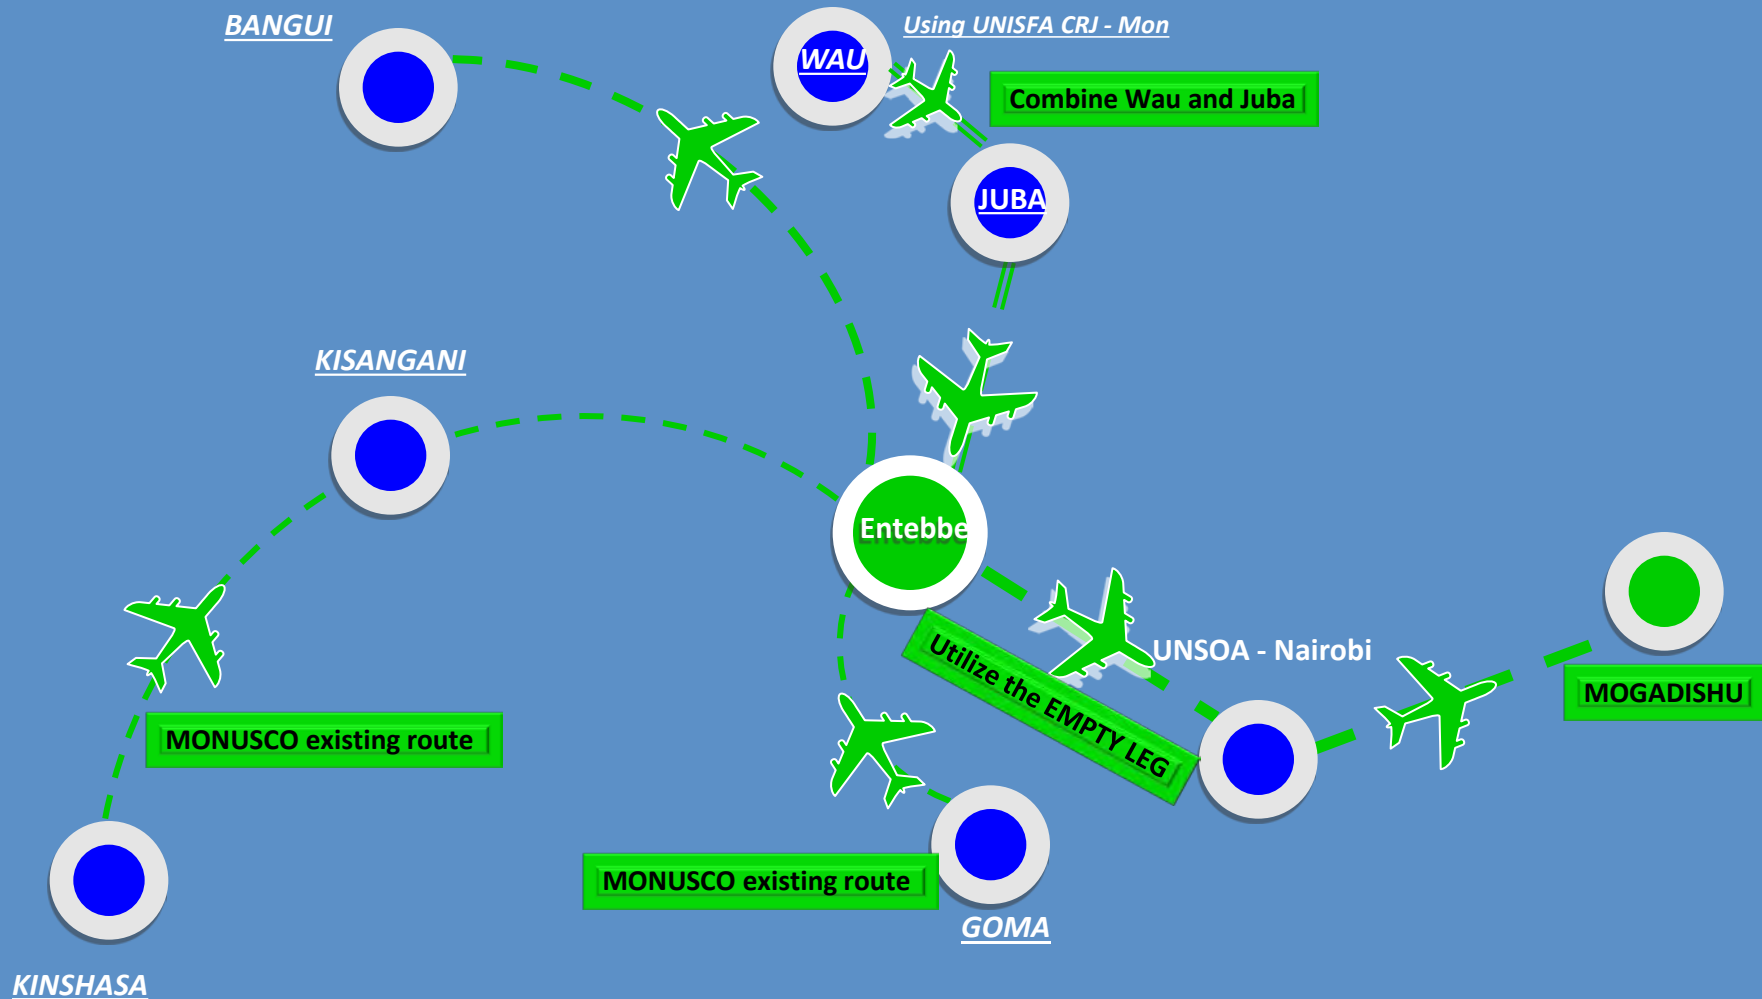 BANGUI
Using UNISFA CRJ - Mon
WAU
Combine Wau and Juba
JUBA
KISANGANI
Entebbe
UNSOA - Nairobi
Utilize the EMPTY LEG
MOGADISHU
MONUSCO existing route
MONUSCO existing route
GOMA
KINSHASA